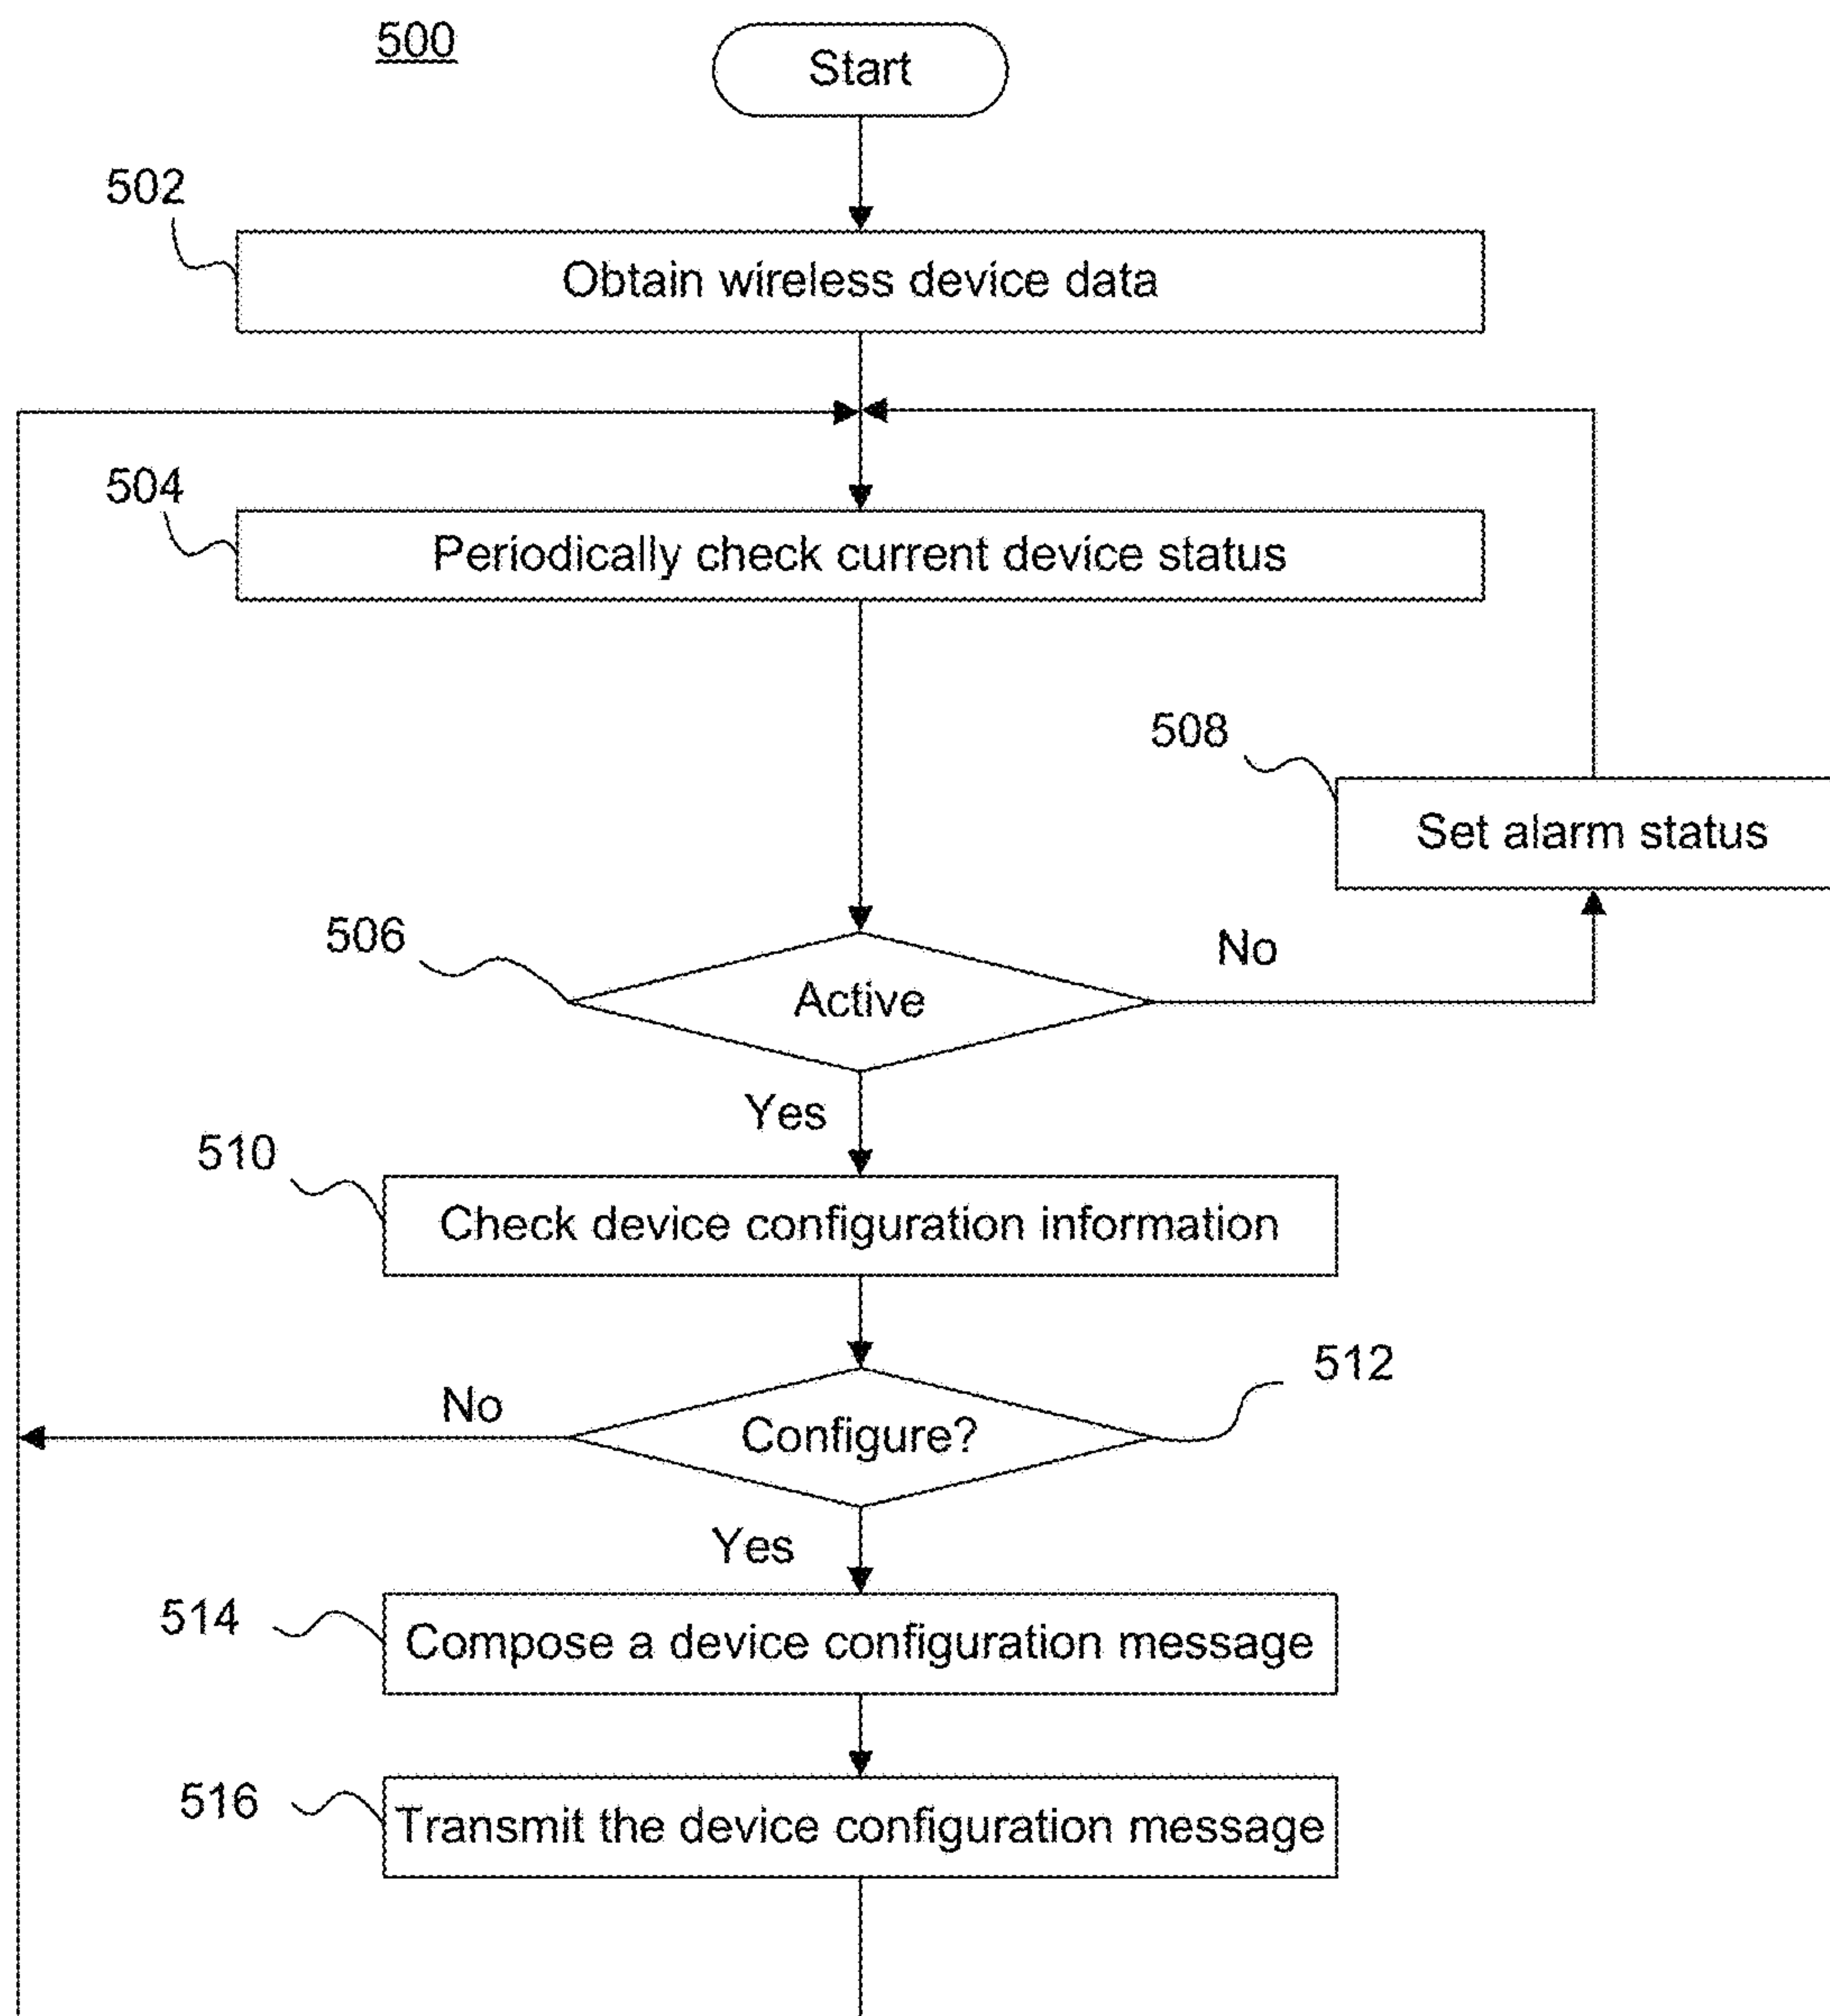 500
Start
502
Obtain wireless device data
504
Periodically check current device status
508
Set alarm status
506
Active
No
Yes
510
Check device configuration information
512
Configure?
No
Yes
514
Compose a device configuration message
516
Transmit the device configuration message